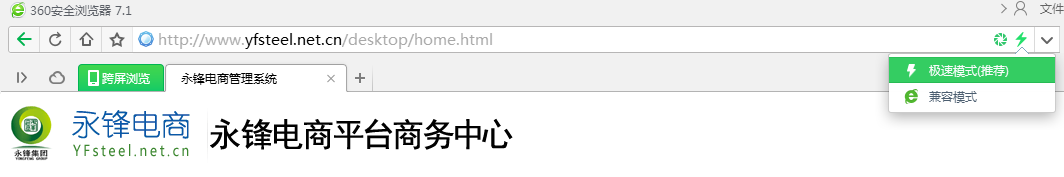 360安全浏览器 7.1
文件
http://www.yfsteel.net.cn/desktop/home.html
跨屏浏览
永锋电商管理系统
极速模式(推荐)
兼容模式
永锋电商
YFsteel.net.cn
永锋集团
YONGFENG GROUP
永锋电商平台商务中心